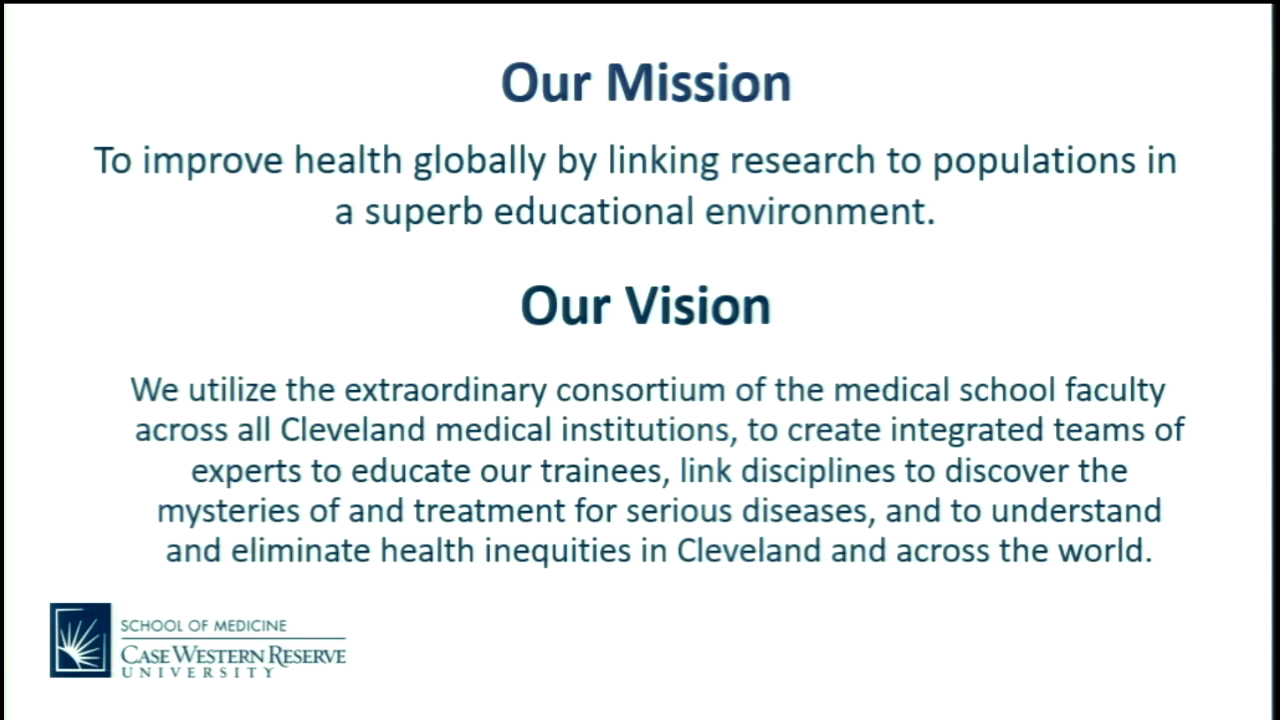 Our Mission
To improve health globally by linking research to populations in
a superb educational environment.
Our Vision
We utilize the extraordinary consortium of the medical school faculty
across all Cleveland medical institutions, to create integrated teams of
experts to educate our trainees, link disciplines to discover the
mysteries of and treatment for serious diseases, and to understand
and eliminate health inequities in Cleveland and across the world.
SCHOOL OF MEDICINE
CASE WESTERN RESERVE
UNIVERSITY